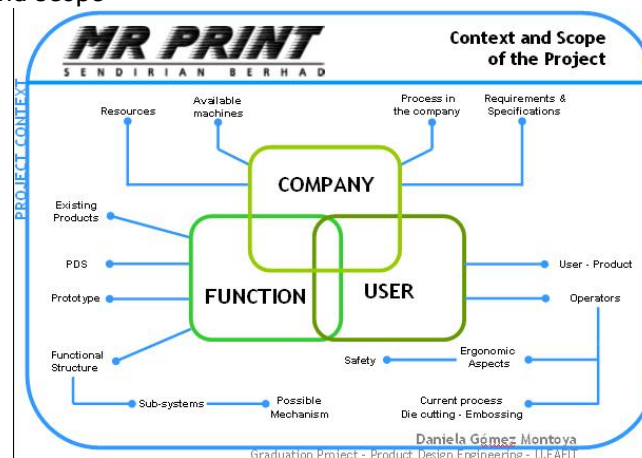 MR PRINT
SENDIRIAN BERHAD
Context and Scope
of the Project
PROJECT CONTEXT
Resources
Available
machines
Process in
the company
Requirements &
Specifications
COMPANY
Existing
Products
PDS
Prototype
FUNCTION
USER
User - Product
Operators
Functional
Structure
Safety
Ergonomic
Aspects
Sub-systems
Possible
Mechanism
Current process
Die cutting - Embossing
Daniela Gómez Montoya
Graduation Project - Product Design Engineering - U.EAFIT